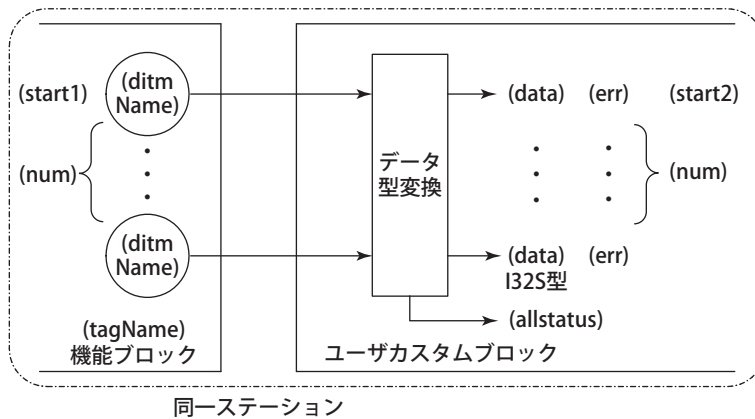 (start1)
(ditm
Name)
(data)
(err)
(start2)
(num)
データ
型変換
(num)
(ditm
Name)
(data)
(err)
I32S型
(allstatus)
(tagName)
機能ブロック
ユーザカスタムブロック
同一ステーション